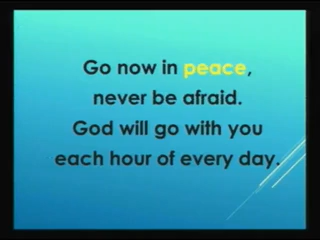 Go now in peace,
never be afraid.
God will go with you
each hour of every day.